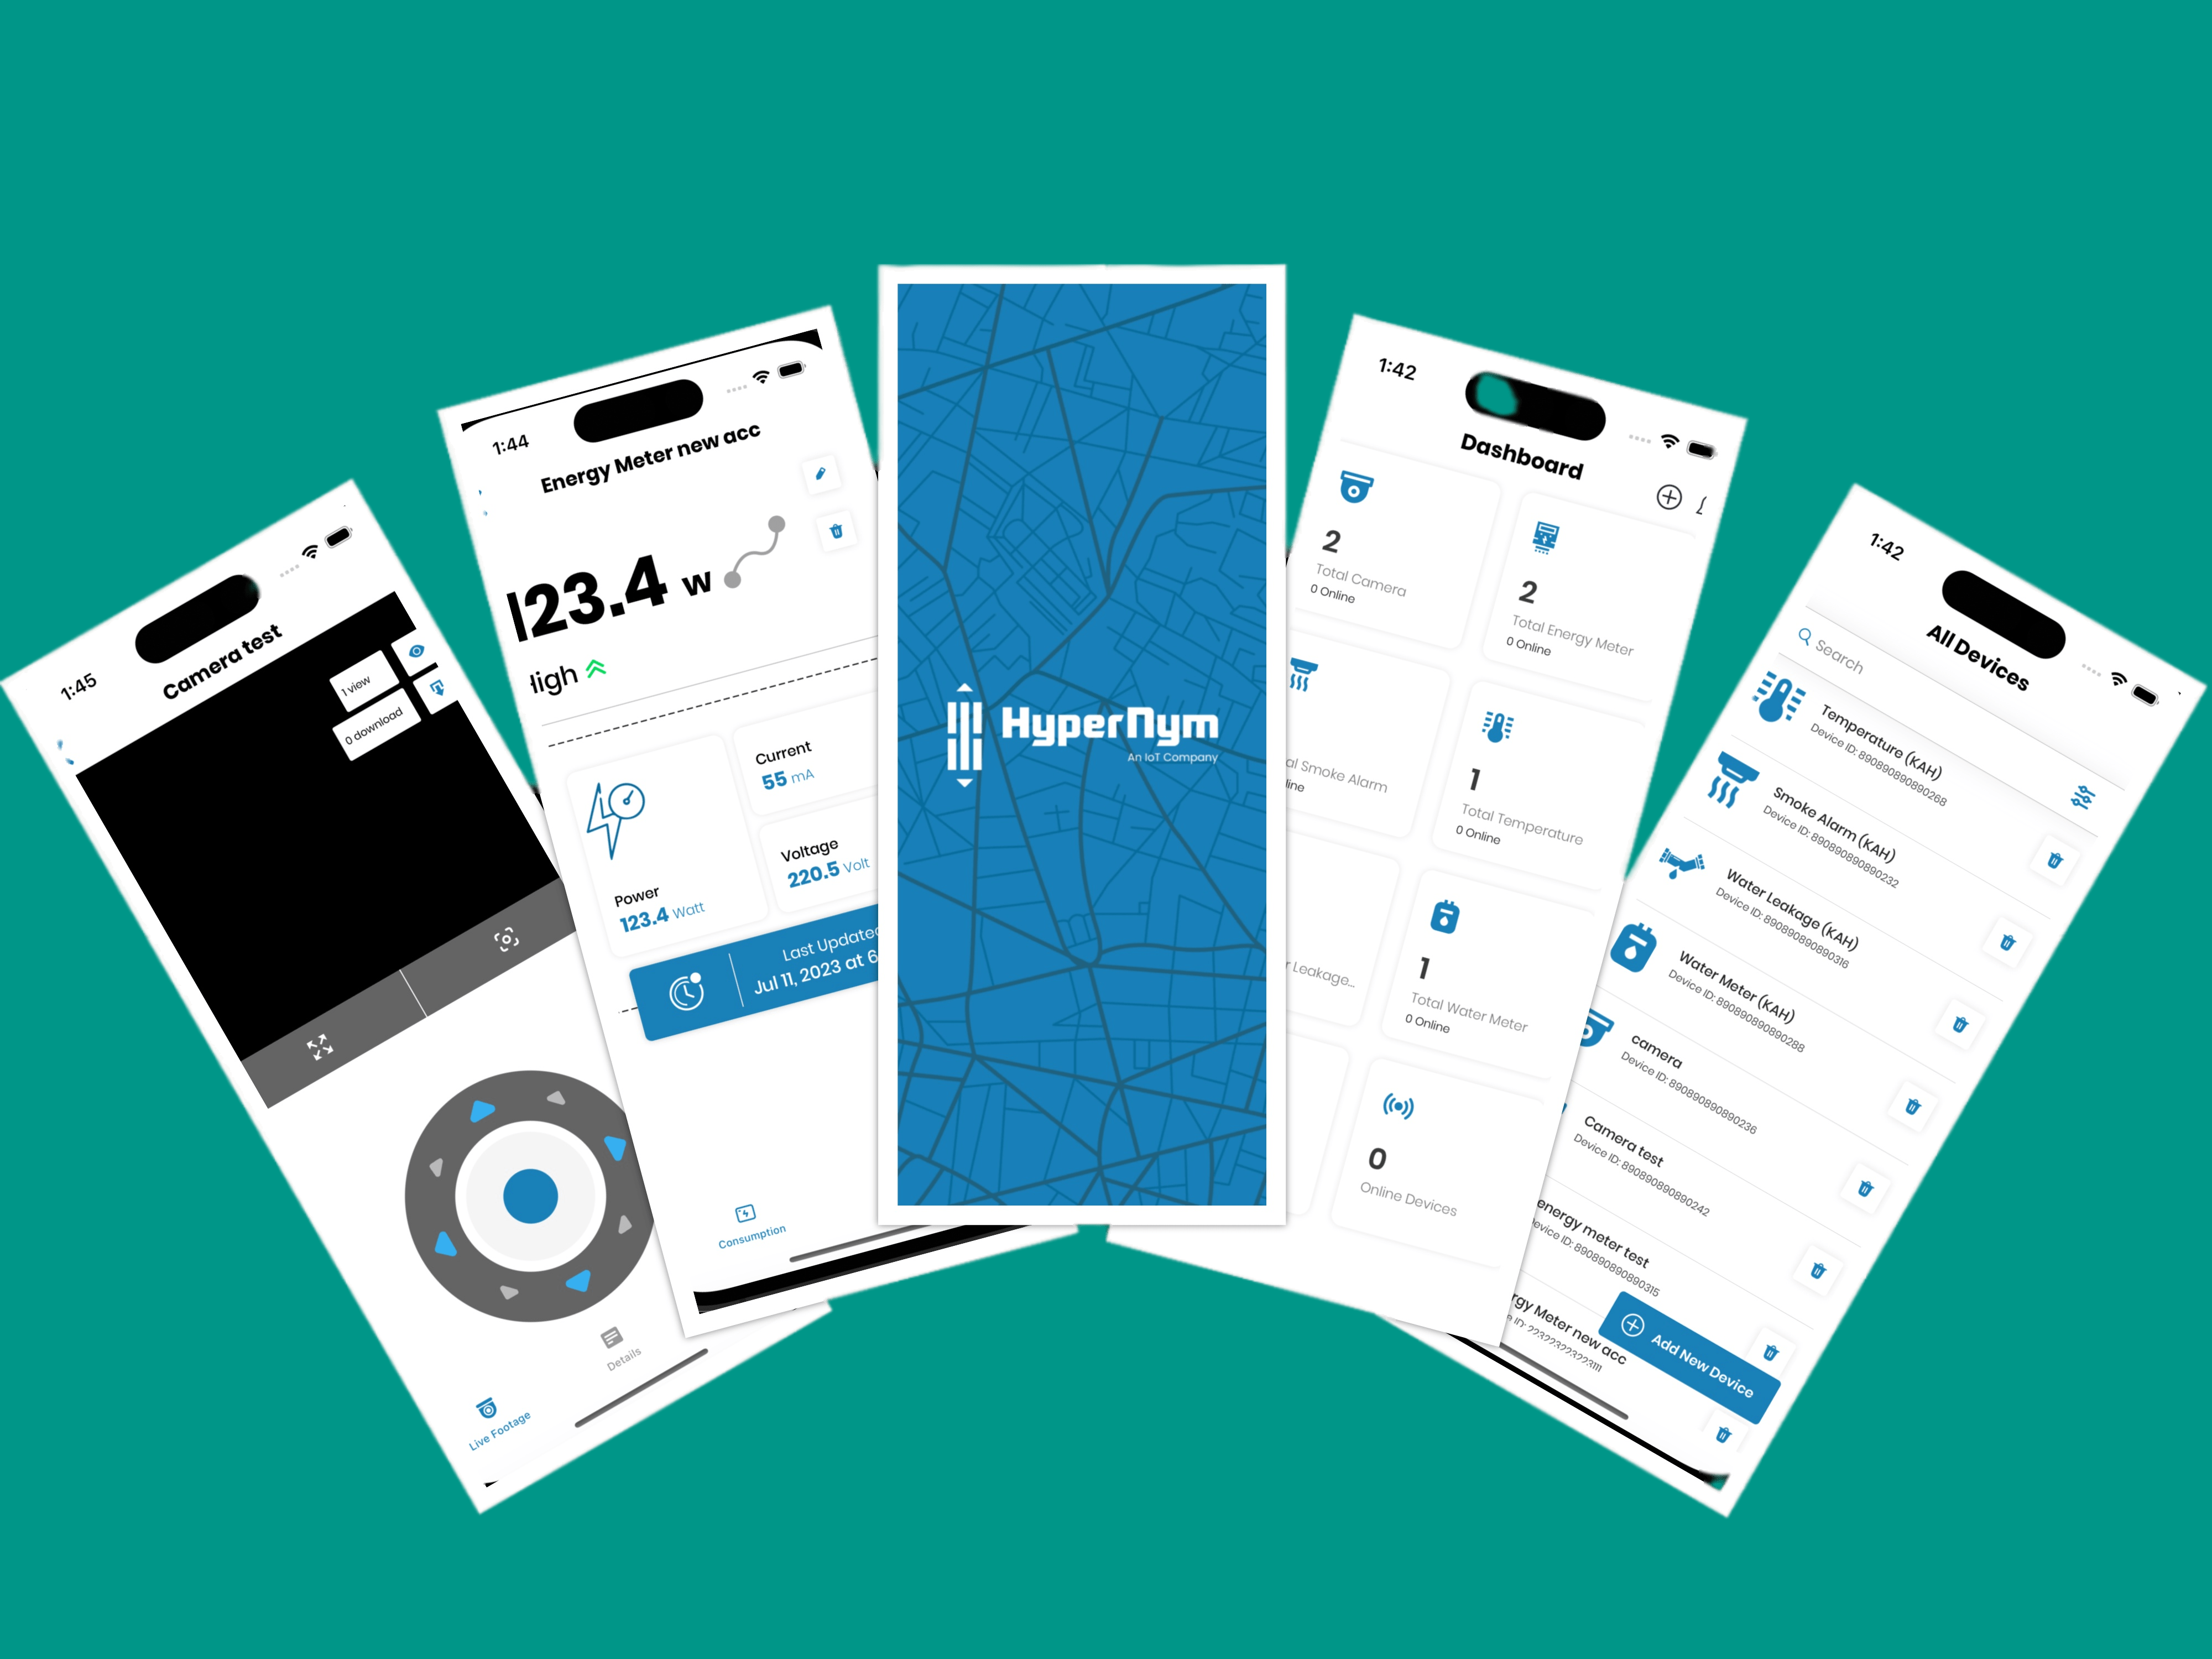 1:45
Camera test
1 view
0 download
Details
Live Footage
1:44
Energy Meter new acc
123.4 w
High
Current
55 mA
Voltage
220.5 Volt
Power
123.4 Watt
Last Updated
Jul 11, 2023 at 6
Consumption
HyperNym
An IoT Company
1:42
Dashboard
2
Total Camera
0 Online
2
Total Energy Meter
0 Online
Smoke Alarm
1
Total Temperature
0 Online
Leakage...
1
Total Water Meter
0 Online
0
Online Devices
1:42
All Devices
Search
Temperature (KAH)
Device ID: 890890890890268
Smoke Alarm (KAH)
Device ID: 890890890890232
Water Leakage (KAH)
Device ID: 890890890890316
Water Meter (KAH)
Device ID: 890890890890288
camera
Device ID: 890890890890236
Camera test
Device ID: 890890890890242
energy meter test
Device ID: 890890890890315
Meter new acc
ID: 223223223223111
Add New Device